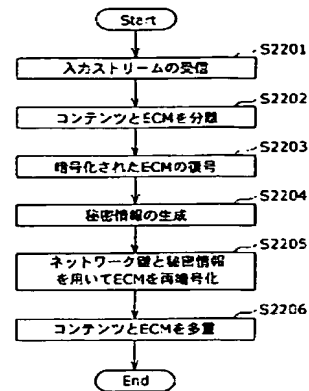 Start
S2201
入力ストリームの受信
S2202
コンテンツとECMを分離
S2203
暗号化されたECMの復号
S2204
秘密情報の生成
S2205
ネットワーク鍵と秘密情報
を用いてECMを再暗号化
S2206
コンテンツとECMを多重
End